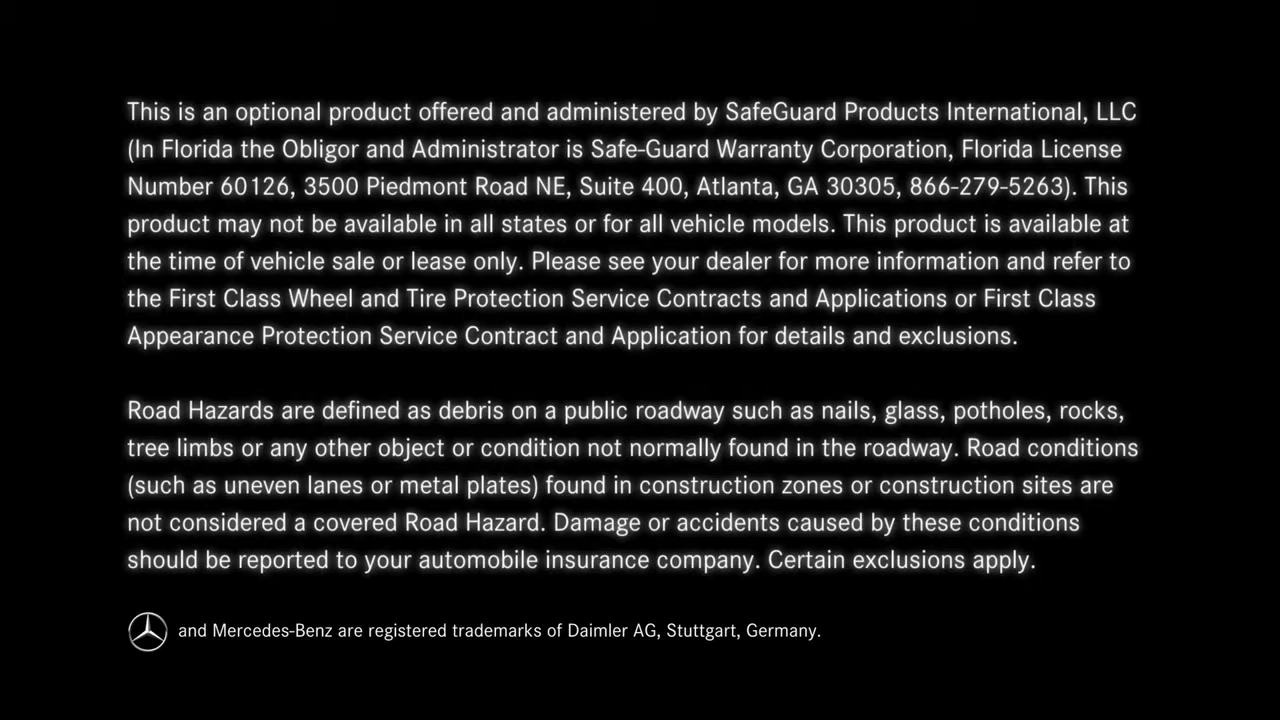 This is an optional product offered and administered by SafeGuard Products International, LLC
(In Florida the Obligor and Administrator is Safe-Guard Warranty Corporation, Florida License
Number 60126, 3500 Piedmont Road NE, Suite 400, Atlanta, GA 30305, 866-279-5263). This
product may not be available in all states or for all vehicle models. This product is available at
the time of vehicle sale or lease only. Please see your dealer for more information and refer to
the First Class Wheel and Tire Protection Service Contracts and Applications or First Class
Appearance Protection Service Contract and Application for details and exclusions.
Road Hazards are defined as debris on a public roadway such as nails, glass, potholes, rocks,
tree limbs or any other object or condition not normally found in the roadway. Road conditions
(such as uneven lanes or metal plates) found in construction zones or construction sites are
not considered a covered Road Hazard. Damage or accidents caused by these conditions
should be reported to your automobile insurance company. Certain exclusions apply.
and Mercedes-Benz are registered trademarks of Daimler AG, Stuttgart, Germany.